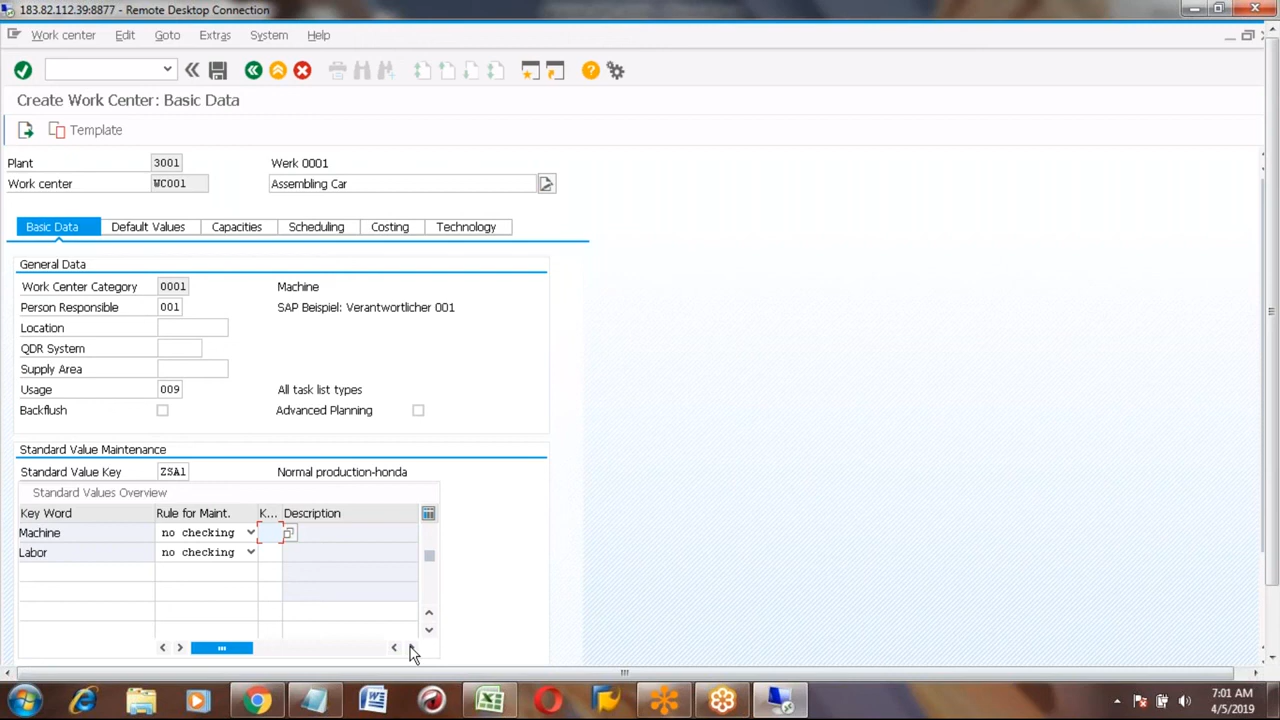 183.82.112.39:8877 - Remote Desktop Connection
Work center Edit Goto Extras System Help
Create Work Center: Basic Data
Template
Plant 3001 Werk 0001
Work center WC001 Assembling Car
Basic Data Default Values Capacities Scheduling Costing Technology
General Data
Work Center Category 0001 Machine
Person Responsible 001 SAP Beispiel: Verantwortlicher 001
Location
QDR System
Supply Area
Usage 009 All task list types
Backflush Advanced Planning
Standard Value Maintenance
Standard Value Key ZSA1 Normal production-honda
Standard Values Overview
Key Word Rule for Maint. K... Description
Machine no checking
Labor no checking
7:01 AM
4/5/2019